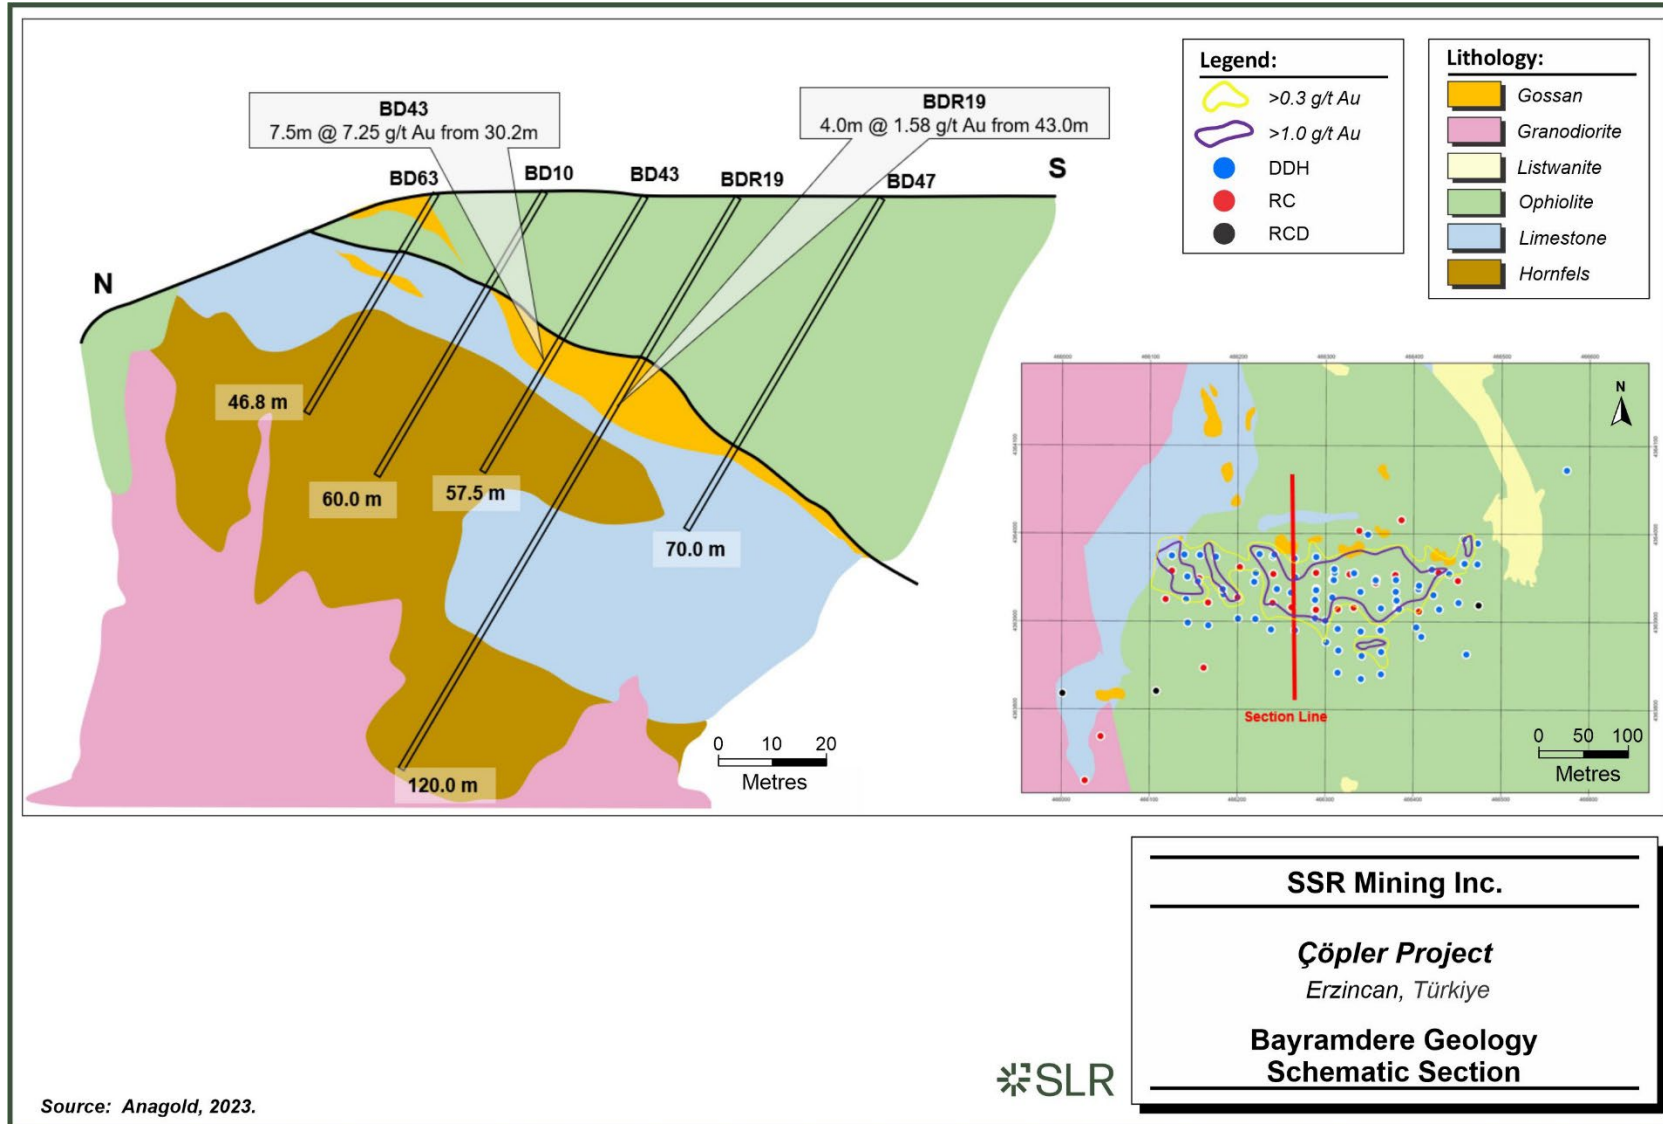 BD43
7.5m @ 7.25 g/t Au from 30.2m
BDR19
4.0m @ 1.58 g/t Au from 43.0m
N
BD63
BD10
BD43
BDR19
BD47
S
46.8 m
60.0 m
57.5 m
70.0 m
120.0 m
0 10 20
Metres
Legend:
>0.3 g/t Au
>1.0 g/t Au
DDH
RC
RCD
Lithology:
Gossan
Granodiorite
Listwanite
Ophiolite
Limestone
Hornfels
N
Section Line
0 50 100
Metres
SSR Mining Inc.
Çöpler Project
Erzincan, Türkiye
Bayramdere Geology
Schematic Section
SLR
Source: Anagold, 2023.